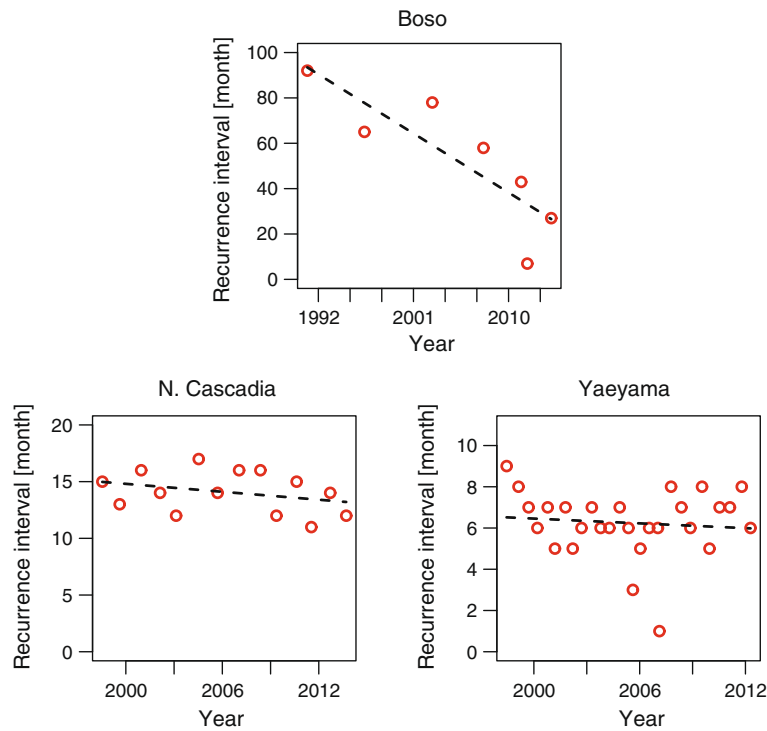 Boso
Recurrence interval [month]
100
80
60
40
20
0
1992 2001 2010
Year
N. Cascadia
Recurrence interval [month]
20
15
10
5
0
2000 2006 2012
Year
Yaeyama
Recurrence interval [month]
10
8
6
4
2
0
2000 2006 2012
Year